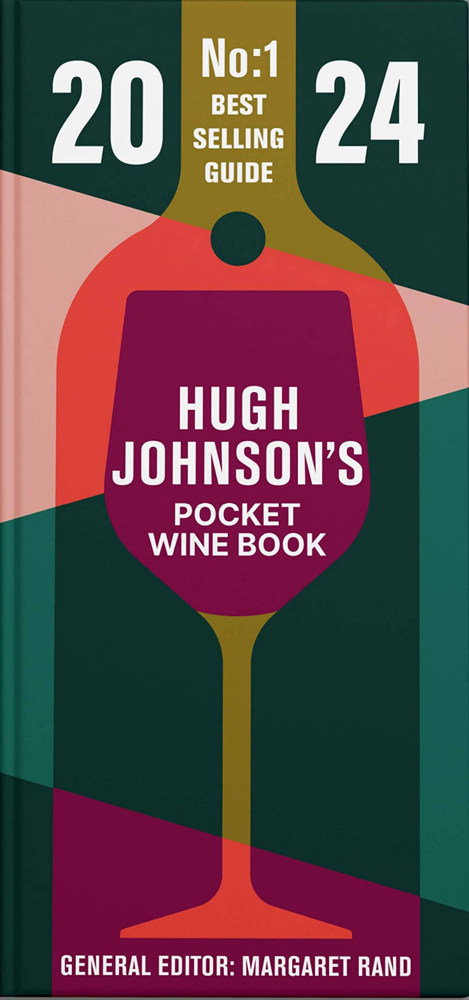 20 24
No:1
BEST
SELLING
GUIDE
HUGH
JOHNSON’S
POCKET
WINE BOOK
GENERAL EDITOR: MARGARET RAND